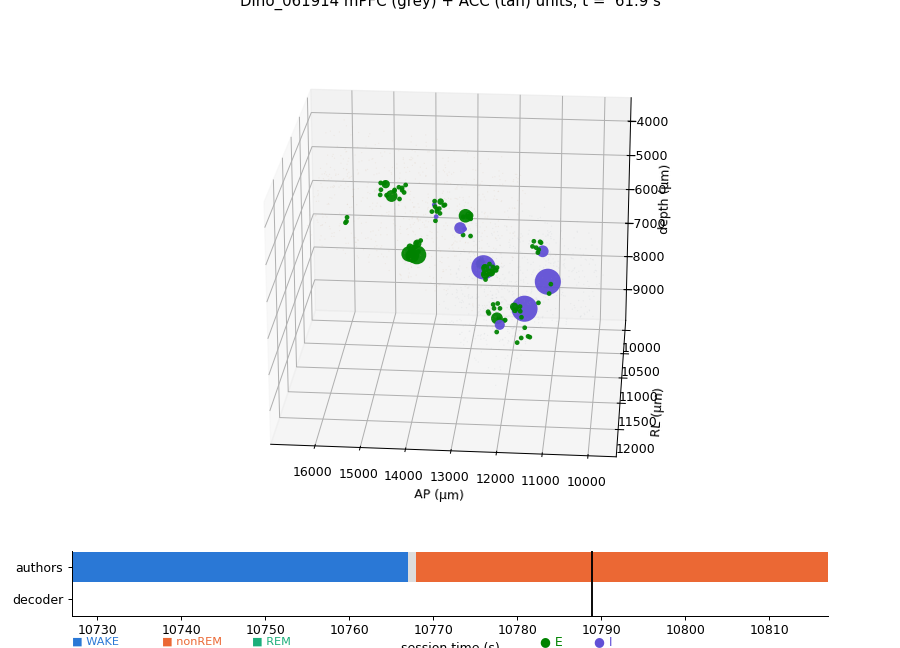 Dino_061914 mPFC (grey) + ACC (tan) units, t = 61.9 s
4000
5000
6000
7000
8000
9000
depth (μm)
10000
10500
11000
11500
12000
RL (μm)
16000 15000 14000 13000 12000 11000 10000
AP (μm)
authors
decoder
10730 10740 10750 10760 10770 10780 10790 10800 10810
WAKE nonREM REM E I
session time (s)